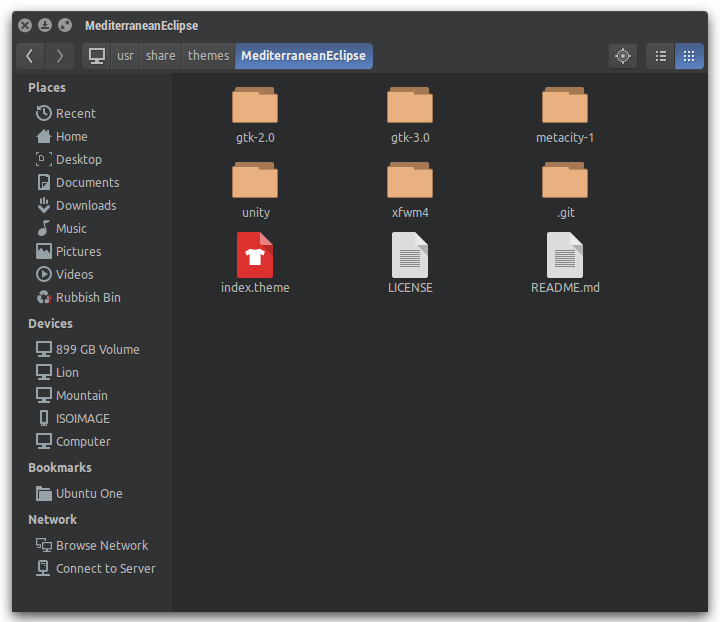 MediterraneanEclipse
usr share themes MediterraneanEclipse
Places
Recent
Home
Desktop
Documents
Downloads
Music
Pictures
Videos
Rubbish Bin
Devices
899 GB Volume
Lion
Mountain
ISOIMAGE
Computer
Bookmarks
Ubuntu One
Network
Browse Network
Connect to Server
gtk-2.0 gtk-3.0 metacity-1
unity xfwm4 .git
index.theme LICENSE README.md